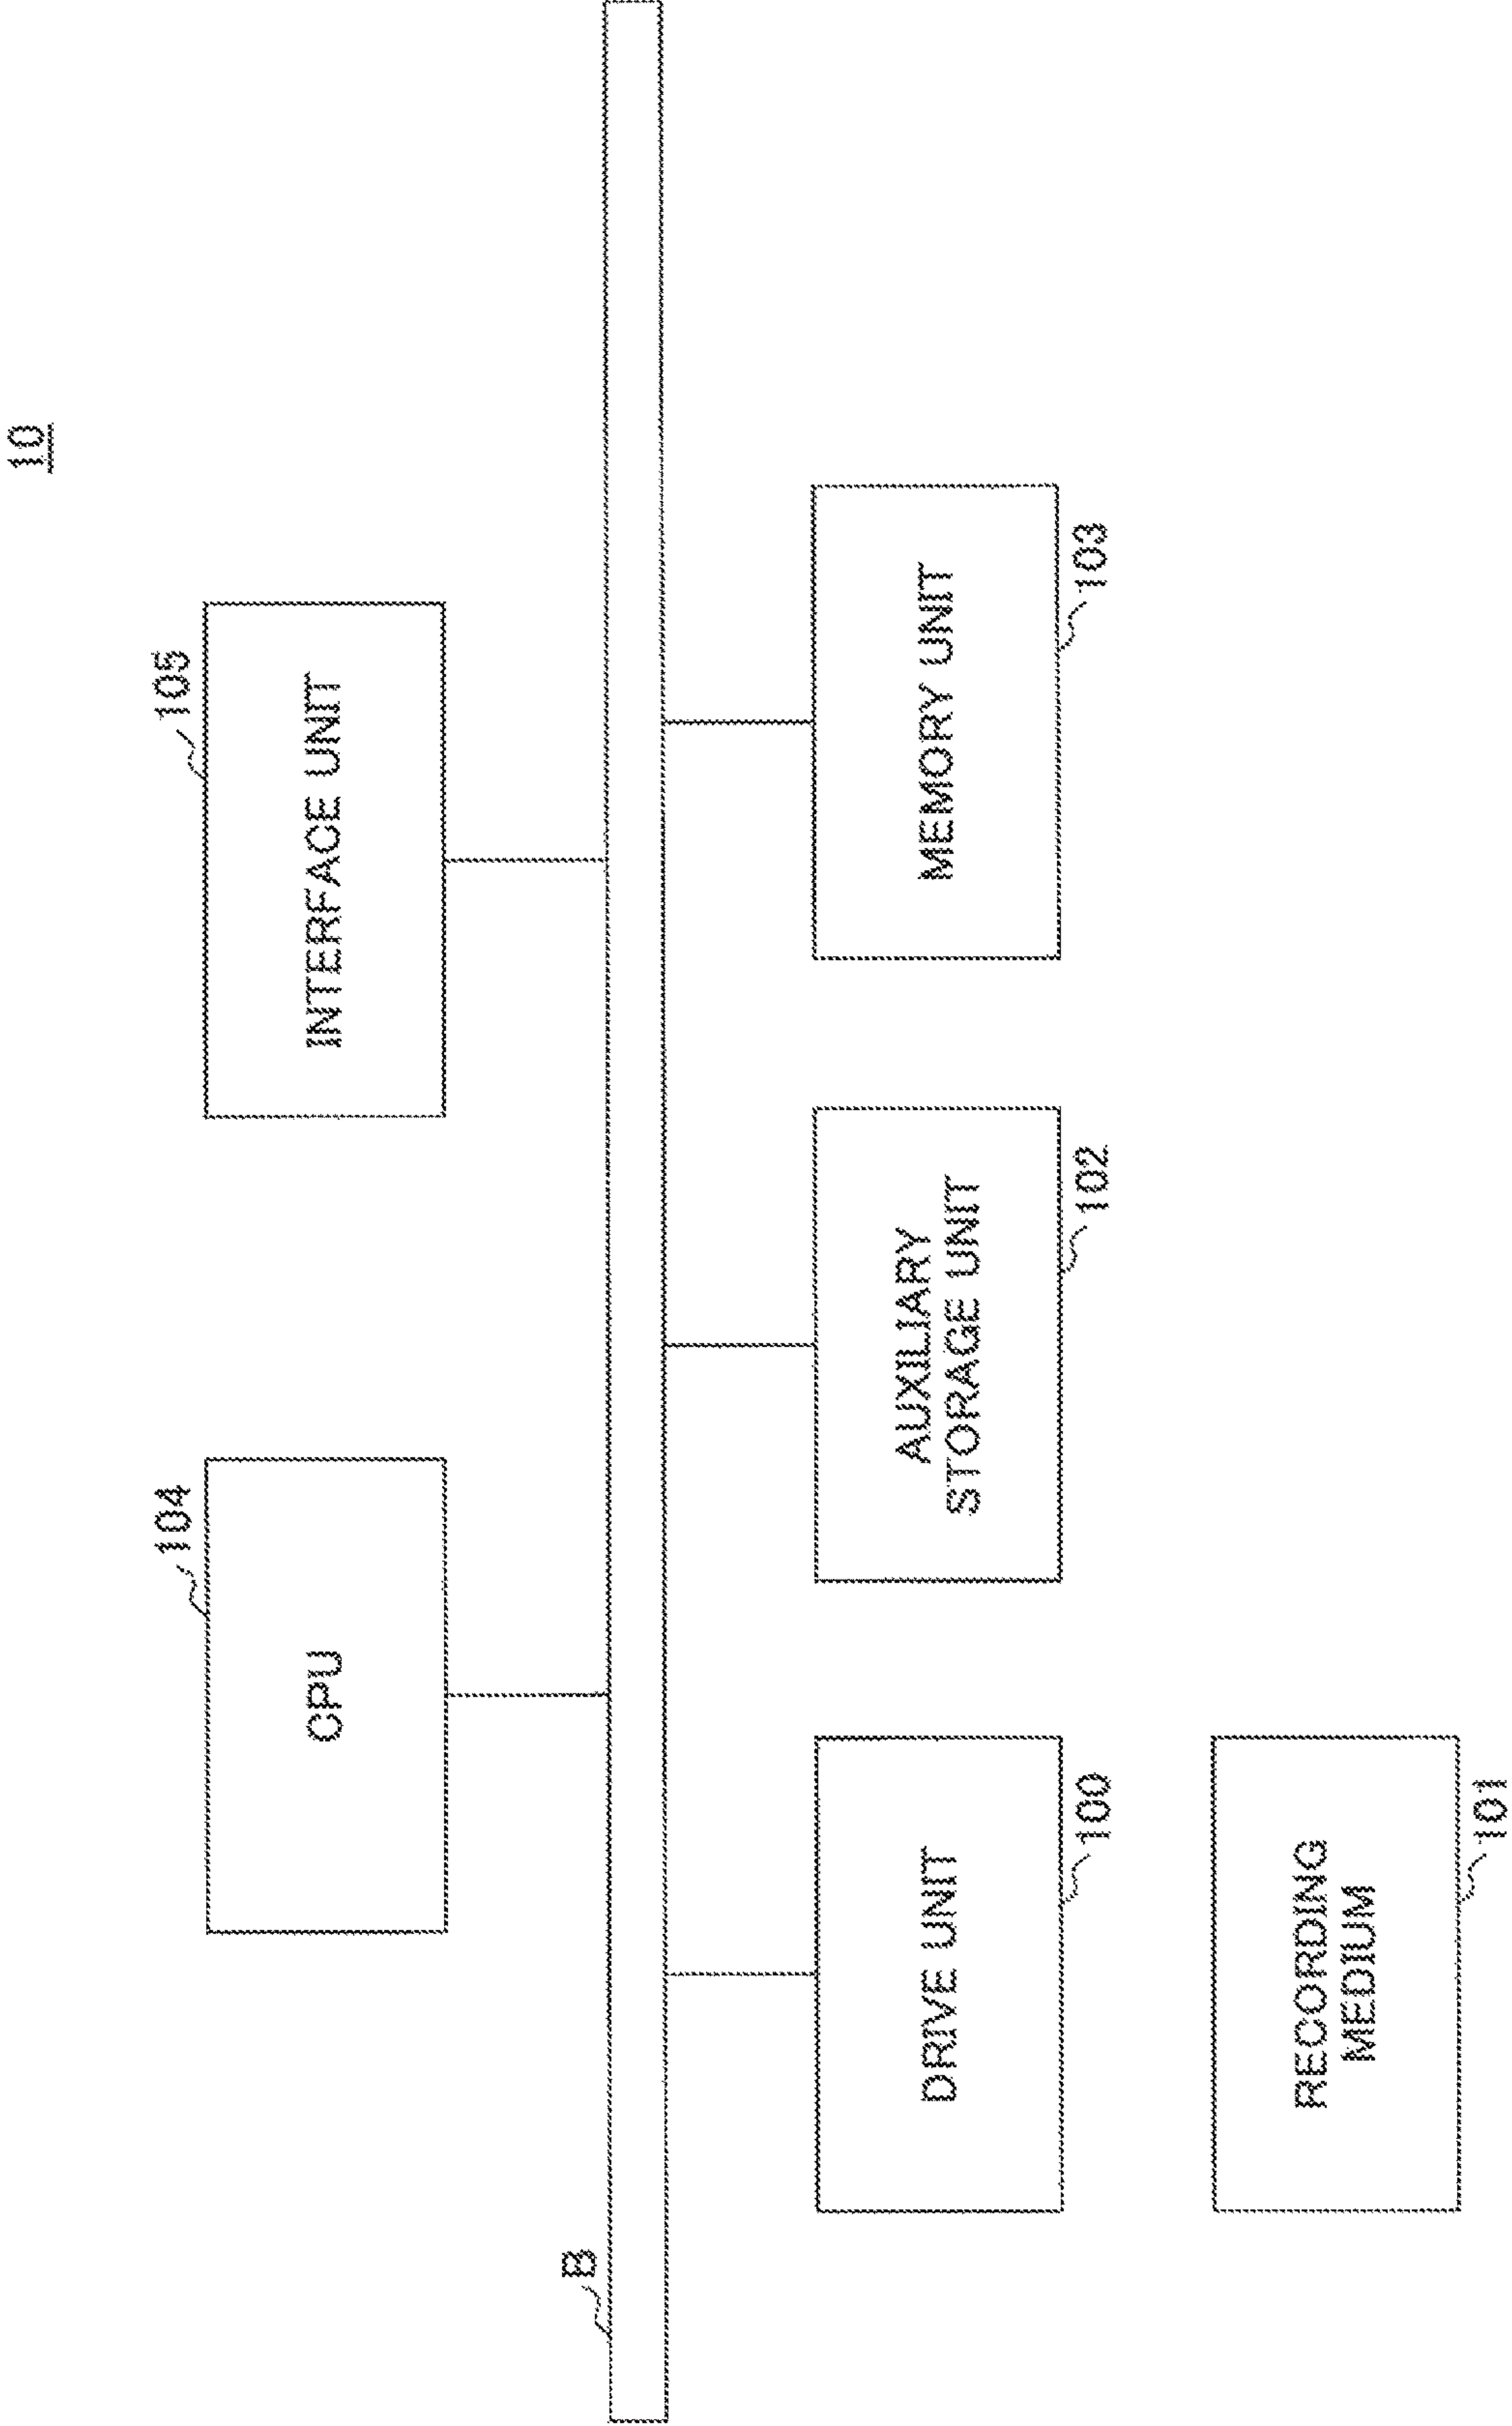 10
104
105
CPU
INTERFACE UNIT
B
DRIVE UNIT
AUXILIARY
STORAGE UNIT
MEMORY UNIT
100
102
103
RECORDING
MEDIUM
101